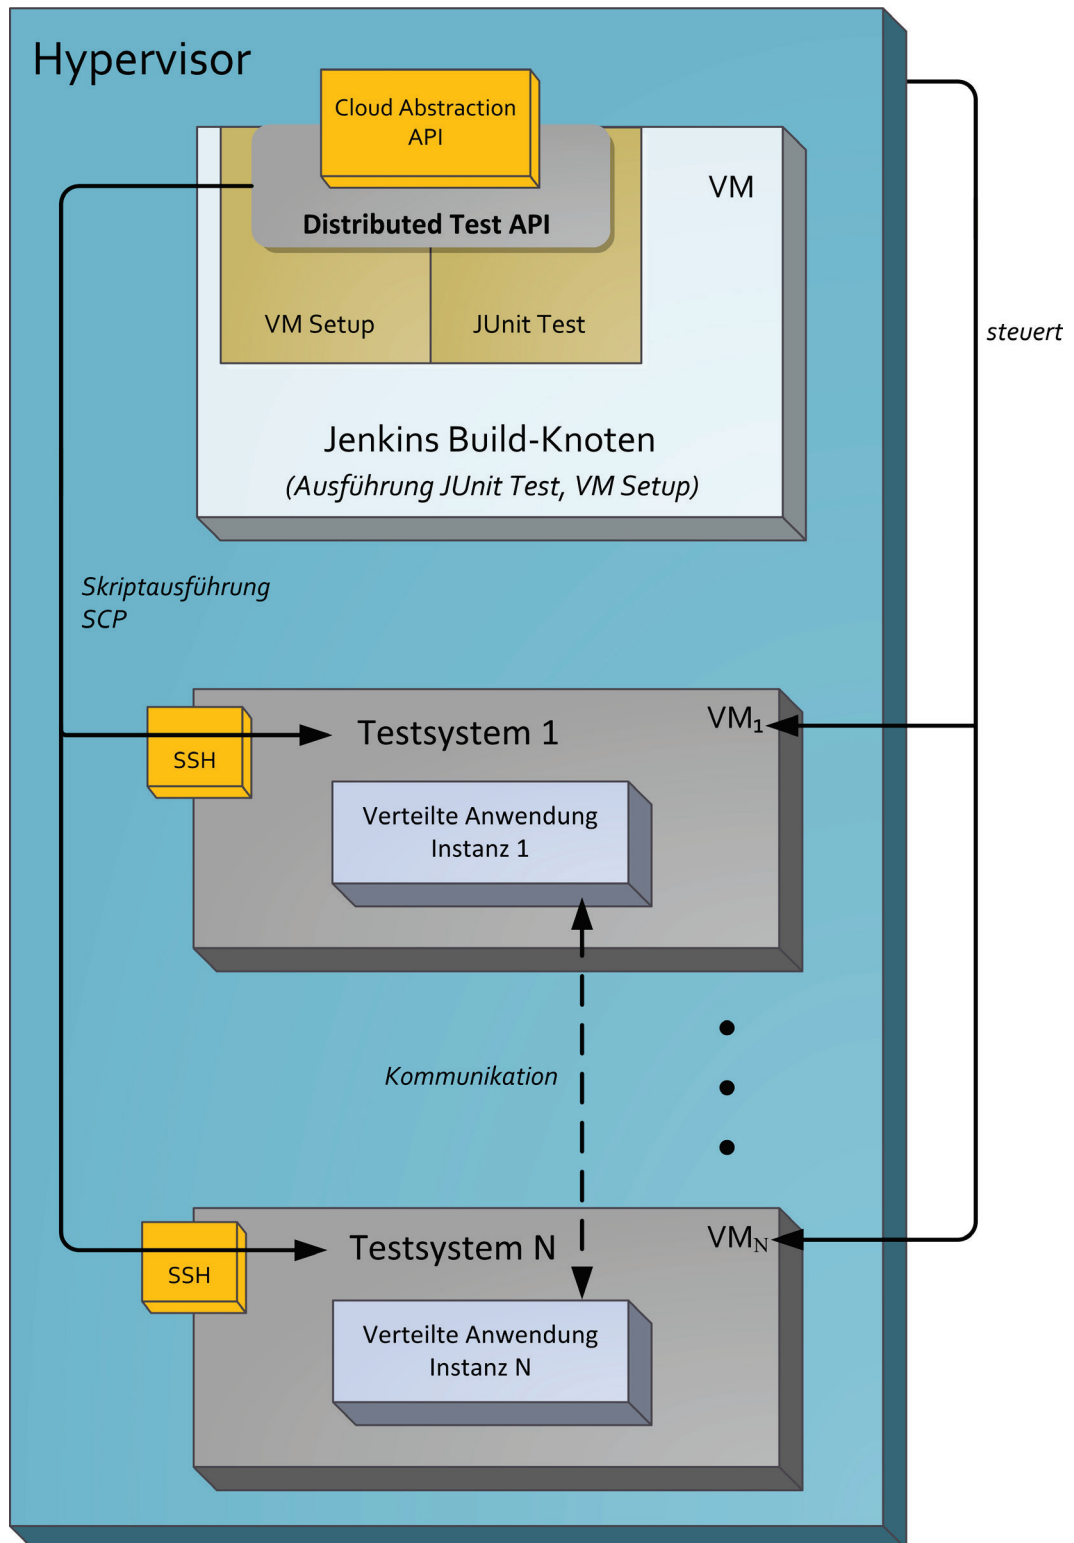 Hypervisor
Cloud Abstraction
API
VM
Distributed Test API
VM Setup
JUnit Test
steuert
Jenkins Build-Knoten
(Ausführung JUnit Test, VM Setup)
Skriptausführung
SCP
SSH
Testsystem 1
VM₁
Verteilte Anwendung
Instanz 1
Kommunikation
SSH
Testsystem N
VMN
Verteilte Anwendung
Instanz N